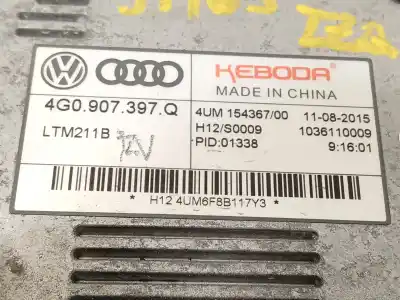 KEBODA
MADE IN CHINA
4G0.907.397.Q
4UM 154367/00 11-08-2015
LTM211B
H12/S0009 1036110009
PID:01338 9:16:01
* H12 4UM6F8B117Y3 *